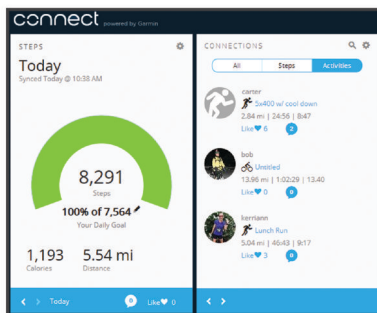 connect powered by Garmin
STEPS
Today
Synced Today @ 10:38 AM
8,291
Steps
100% of 7,564
Your Daily Goal
1,193
Calories
5.54 mi
Distance
Today
0
Like 0
CONNECTIONS
All
Steps
Activities
carter
5x400 w/ cool down
2.84 mi | 24:56 | 8:47
Like 6
2
bob
Untitled
13.96 mi | 1:02:29 | 13.40
Like 0
0
kerriann
Lunch Run
5.04 mi | 46:43 | 9:17
Like 3
0